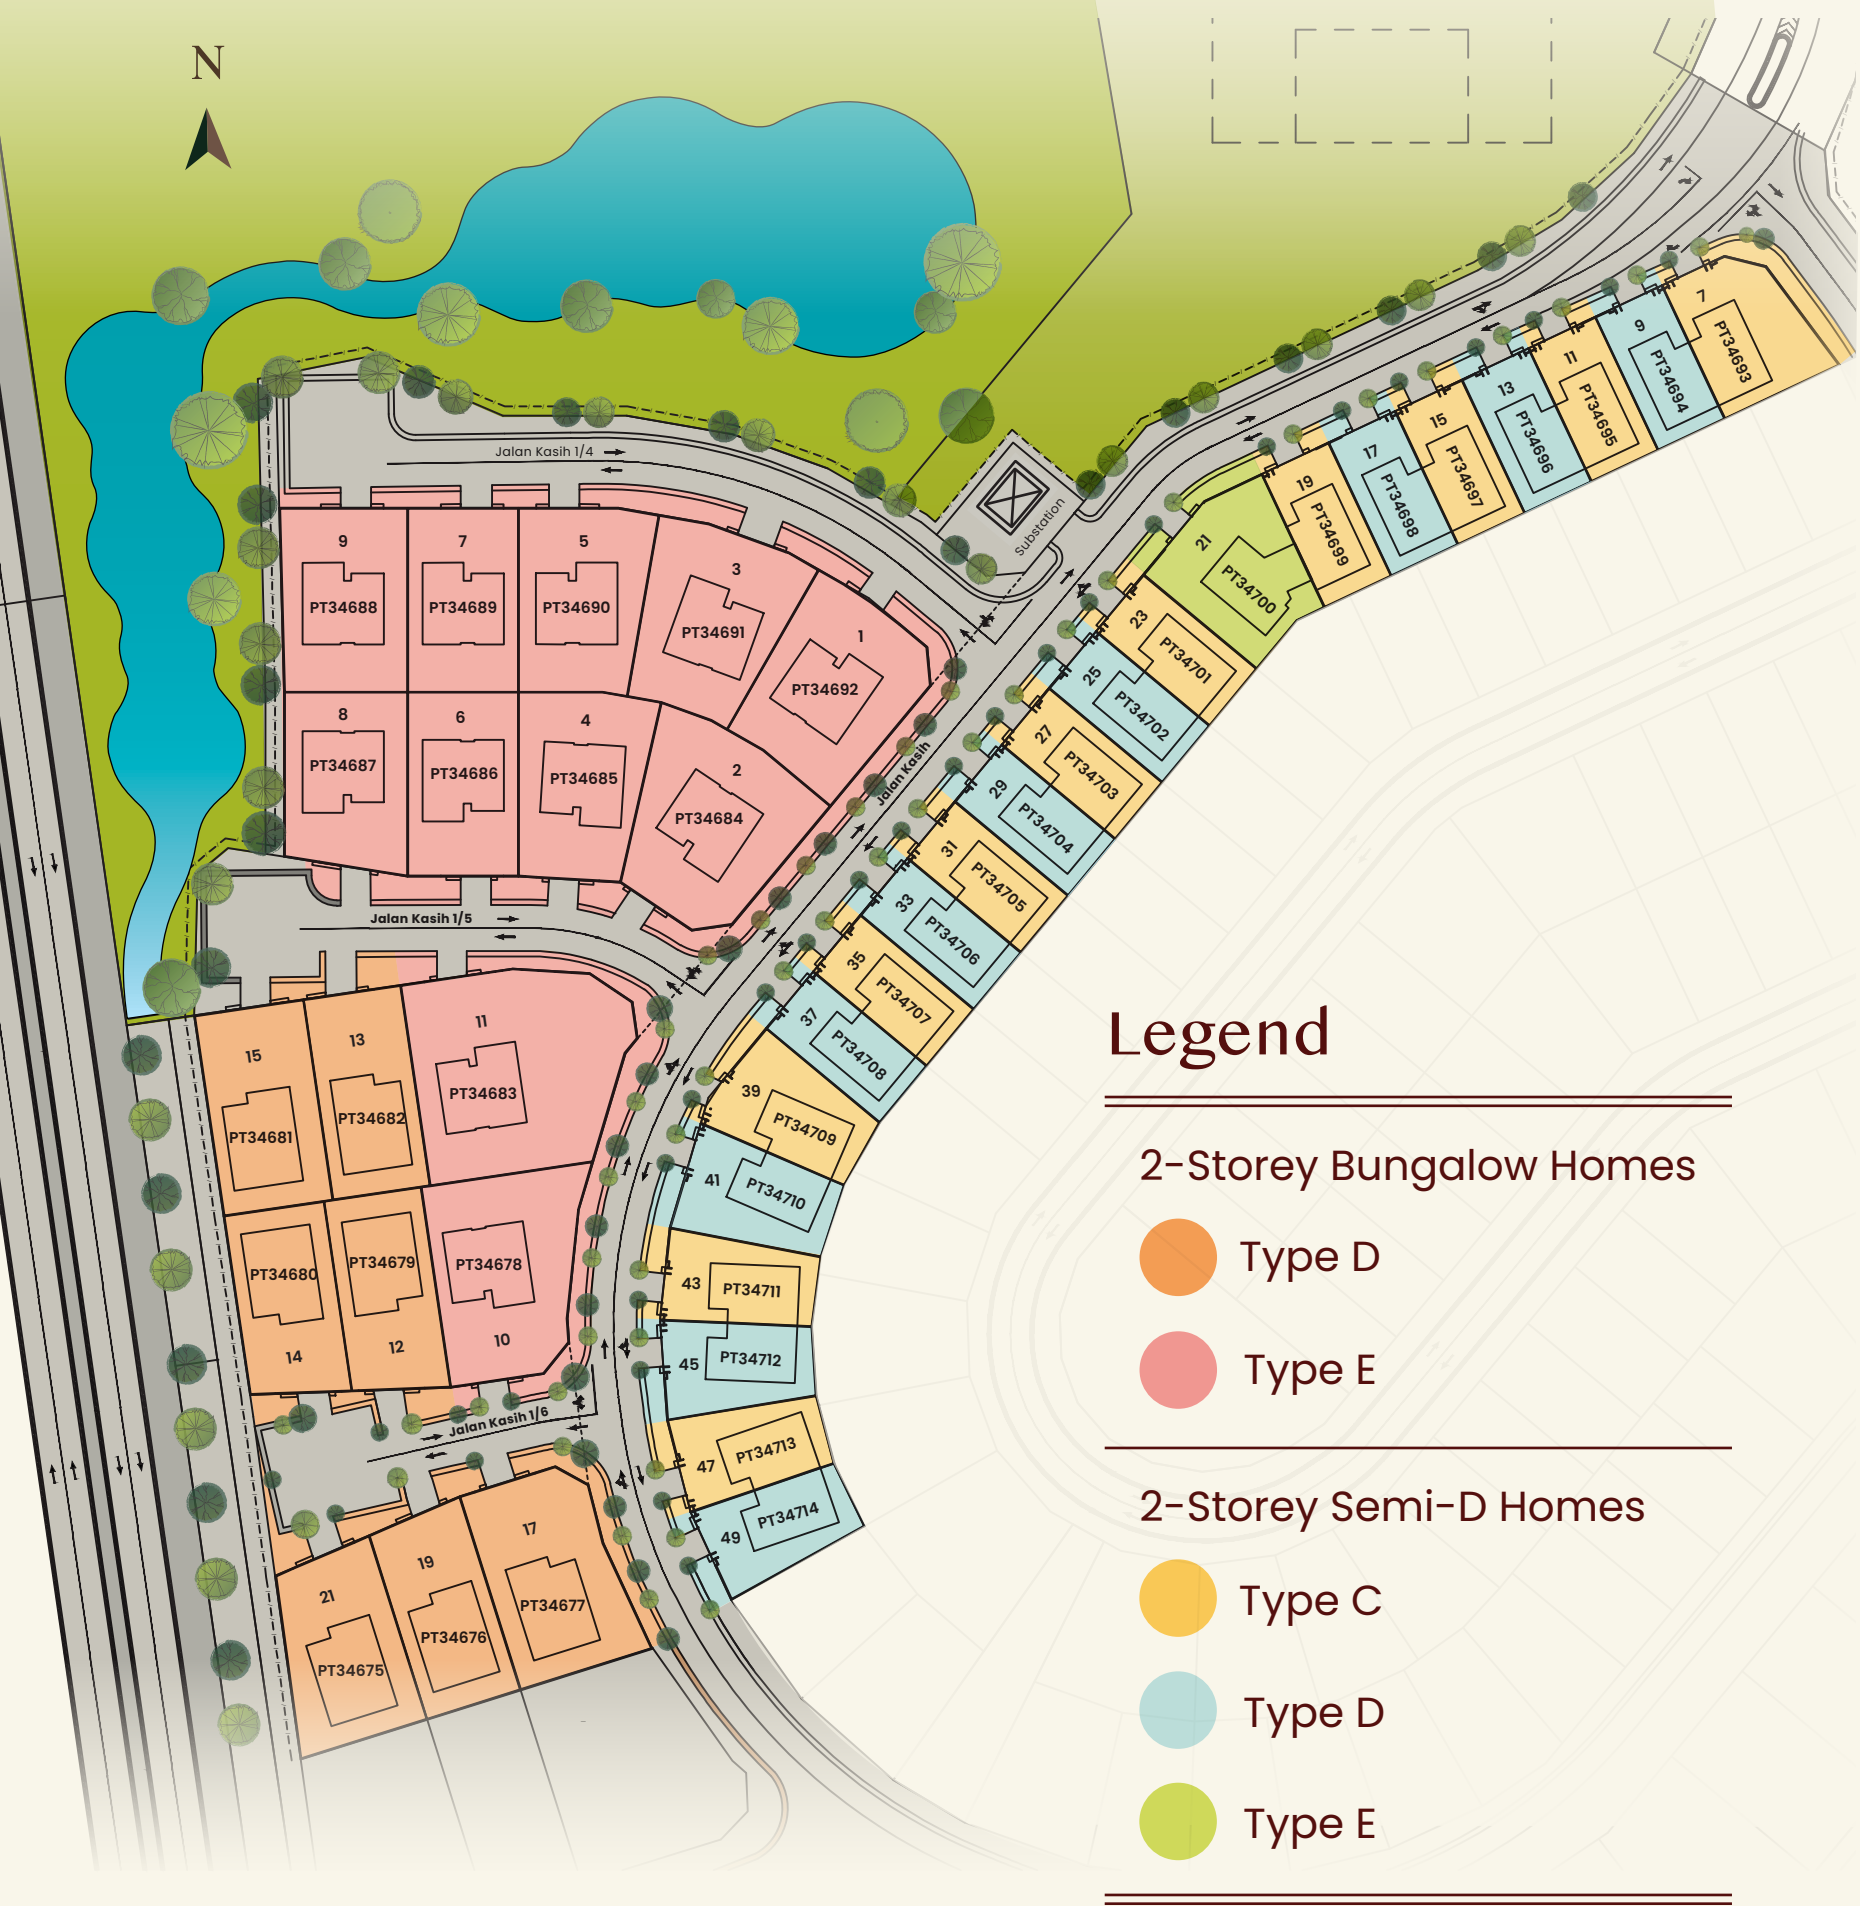 N
Jalan Kasih 1/4
Substation
9
7
5
3
1
PT34688
PT34689
PT34690
PT34691
PT34692
8
6
4
2
PT34687
PT34686
PT34685
PT34684
Jalan Kasih
Jalan Kasih 1/5
15
13
11
PT34681
PT34682
PT34683
PT34680
PT34679
PT34678
14
12
10
Jalan Kasih 1/6
21
19
17
PT34675
PT34676
PT34677
7
PT34693
9
PT34694
11
PT34695
13
PT34696
15
PT34697
17
PT34698
19
PT34699
21
PT34700
23
PT34701
25
PT34702
27
PT34703
29
PT34704
31
PT34705
33
PT34706
35
PT34707
37
PT34708
39
PT34709
41
PT34710
43
PT34711
45
PT34712
47
PT34713
49
PT34714
Legend
2-Storey Bungalow Homes
Type D
Type E
2-Storey Semi-D Homes
Type C
Type D
Type E